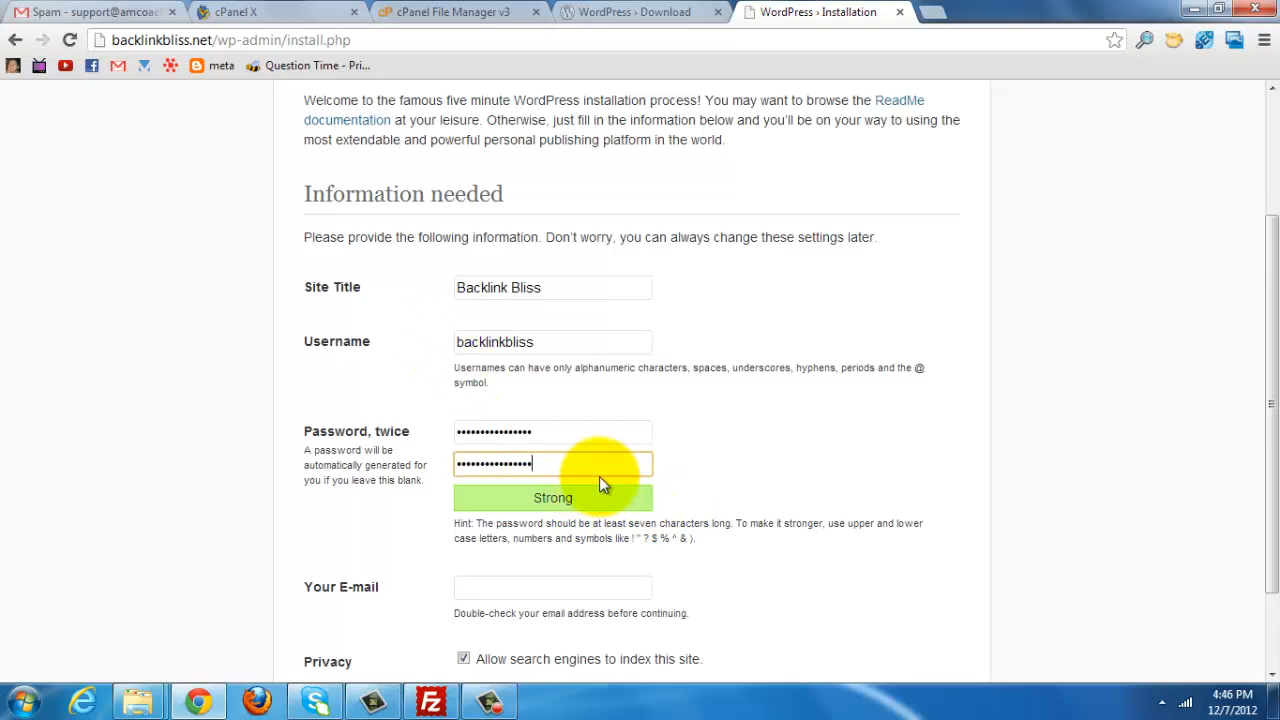 Spam - support@amcoach
cPanel X
cPanel File Manager v3
WordPress › Download
WordPress › Installation
backlinkbliss.net/wp-admin/install.php
meta
Question Time - Pri...
Welcome to the famous five minute WordPress installation process! You may want to browse the ReadMe
documentation at your leisure. Otherwise, just fill in the information below and you'll be on your way to using the
most extendable and powerful personal publishing platform in the world.
Information needed
Please provide the following information. Don't worry, you can always change these settings later.
Site Title
Backlink Bliss
Username
backlinkbliss
Usernames can have only alphanumeric characters, spaces, underscores, hyphens, periods and the @
symbol.
Password, twice
A password will be
automatically generated for
you if you leave this blank.
••••••••••••••••
••••••••••••••••
Strong
Hint: The password should be at least seven characters long. To make it stronger, use upper and lower
case letters, numbers and symbols like ! " ? $ % ^ & ).
Your E-mail
Double-check your email address before continuing.
Privacy
Allow search engines to index this site.
4:46 PM
12/7/2012